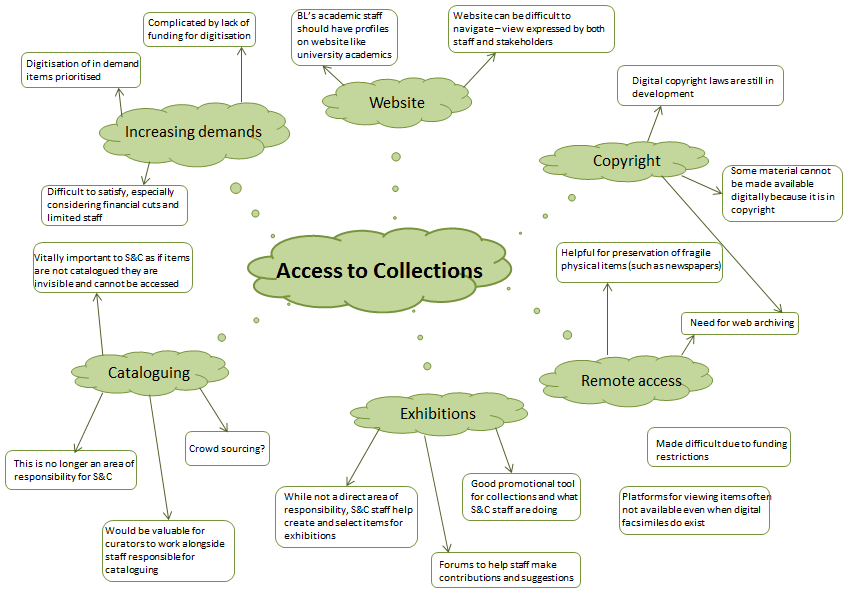 Complicated by lack of
funding for digitisation
Digitisation of in demand
items prioritised
Increasing demands
Difficult to satisfy, especially
considering financial cuts and
limited staff
BL's academic staff
should have profiles
on website like
university academics
Website can be difficult to
navigate – view expressed by both
staff and stakeholders
Website
Digital copyright laws are still in
development
Copyright
Some material cannot
be made available
digitally because it is in
copyright
Access to Collections
Vitally important to S&C as if items
are not catalogued they are
invisible and cannot be accessed
Cataloguing
This is no longer an area of
responsibility for S&C
Crowd sourcing?
Would be valuable for
curators to work alongside
staff responsible for
cataloguing
Exhibitions
While not a direct area of
responsibility, S&C staff help
create and select items for
exhibitions
Good promotional tool
for collections and what
S&C staff are doing
Forums to help staff make
contributions and suggestions
Helpful for preservation of fragile
physical items (such as newspapers)
Need for web archiving
Remote access
Made difficult due to funding
restrictions
Platforms for viewing items often
not available even when digital
facsimiles do exist